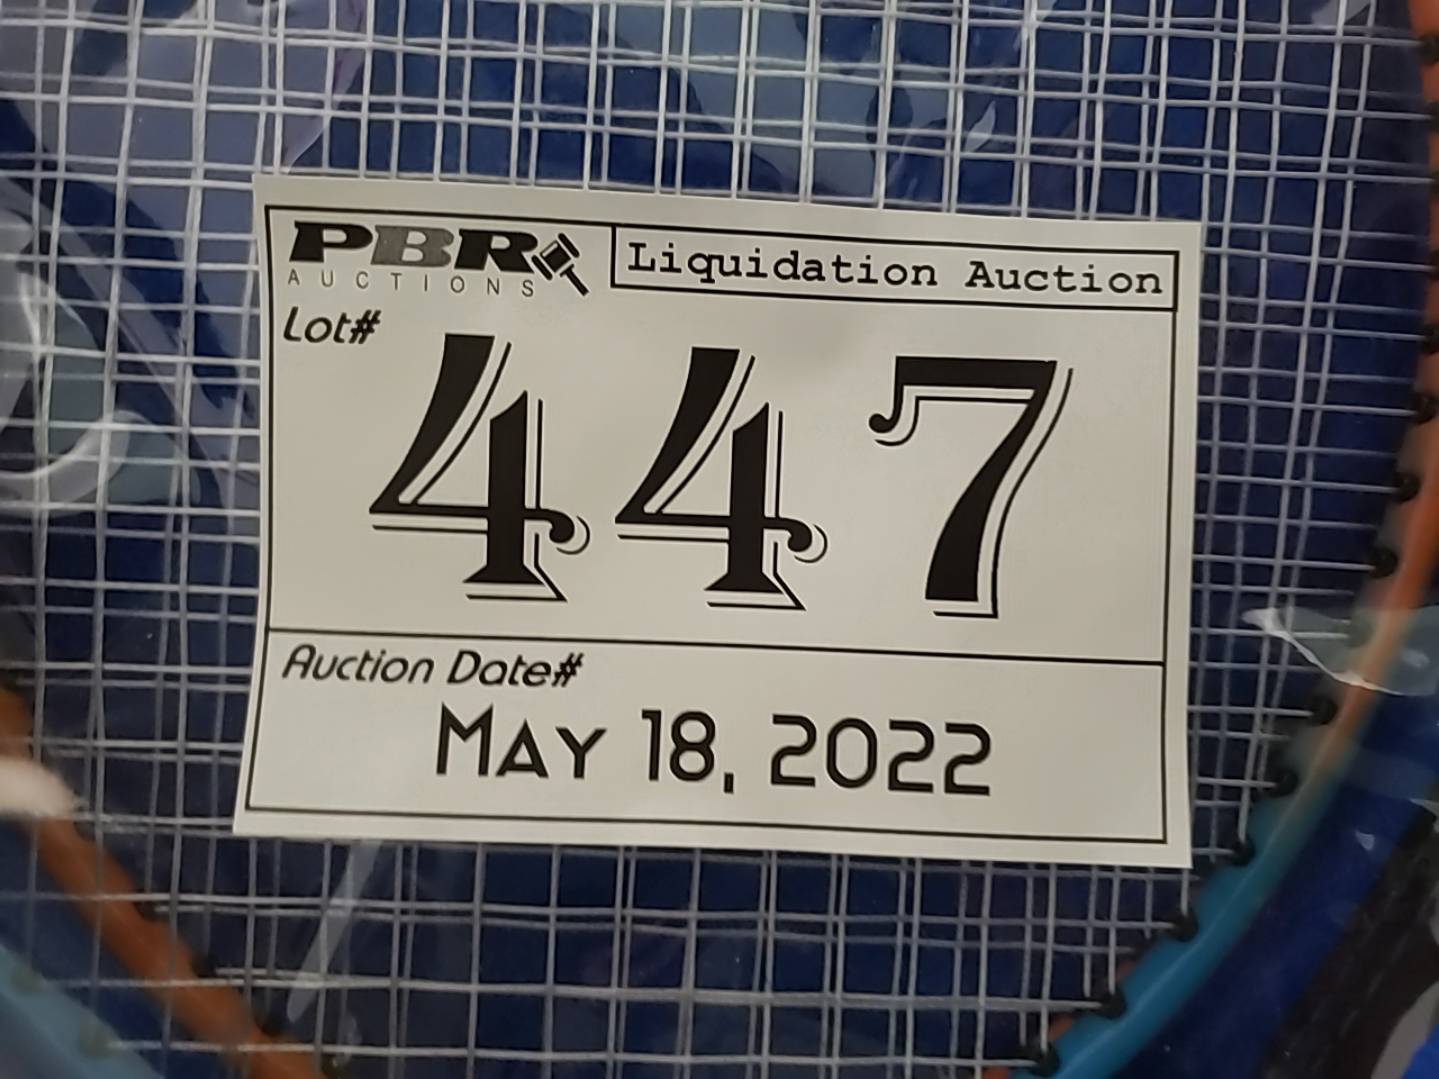 PBR
AUCTIONS
Liquidation Auction
Lot#
447
Auction Date#
May 18, 2022